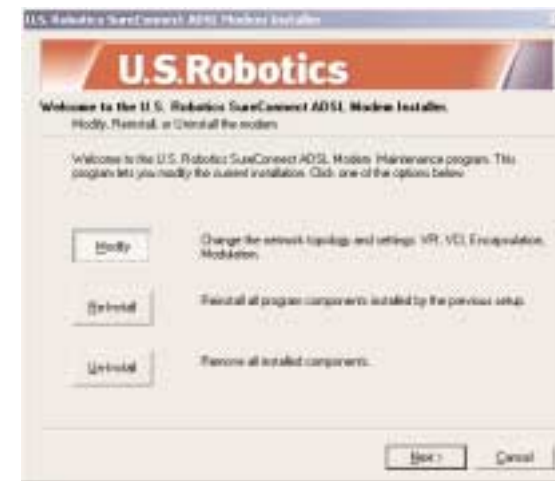 U.S. Robotics SureConnect ADSL Modem Installer
U.S.Robotics
Welcome to the U.S. Robotics SureConnect ADSL Modem Installer.
Modify, Reinstall, or Uninstall the modem
Welcome to the U.S. Robotics SureConnect ADSL Modem Maintenance program. This
program lets you modify the current installation. Click one of the options below.
Modify
Change the network topology and settings: VPI, VCI, Encapsulation,
Modulation.
Reinstall
Reinstall all program components installed by the previous setup.
Uninstall
Remove all installed components.
Next >
Cancel